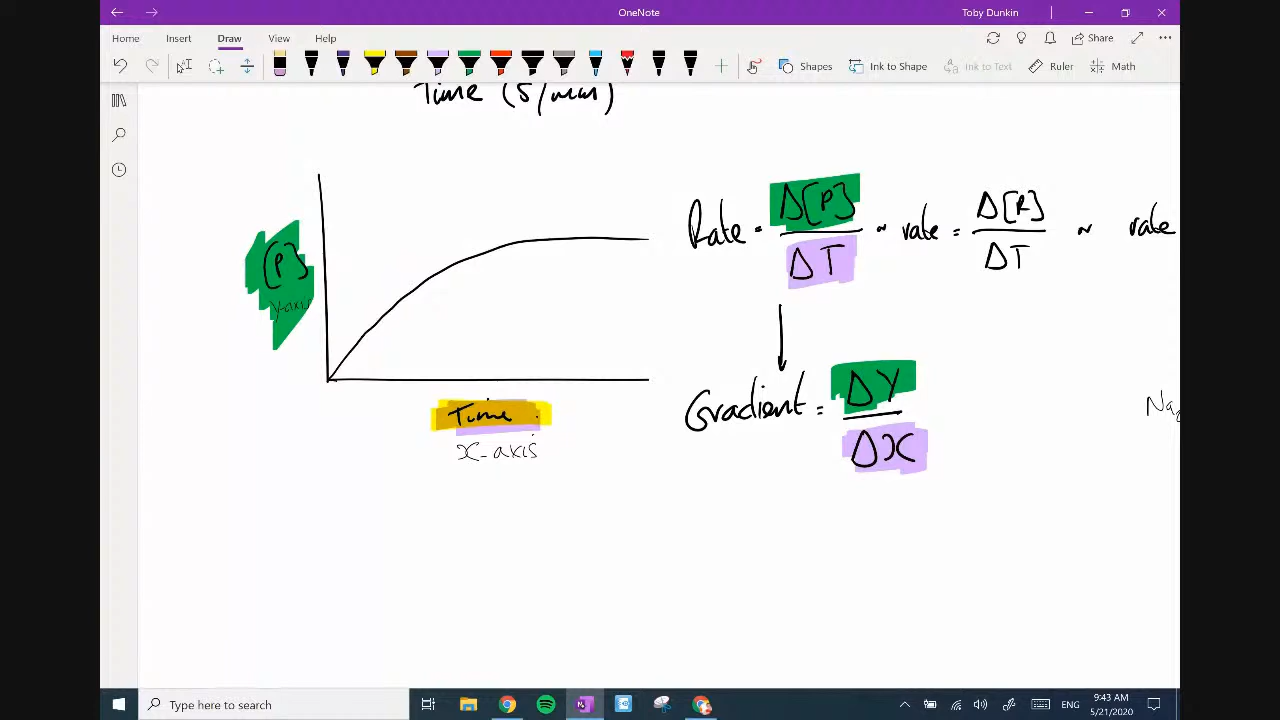 OneNote
Toby Dunkin
Home Insert Draw View Help
Share
Shapes Ink to Shape Ink to Text Ruler Math
Time (S/min)
[P]
y-axis
Time
x-axis
Rate = Δ[P] / ΔT ~ rate = Δ[R] / ΔT ~ rate
Gradient = ΔY / Δx
Na2
Type here to search
ENG
9:43 AM
5/21/2020